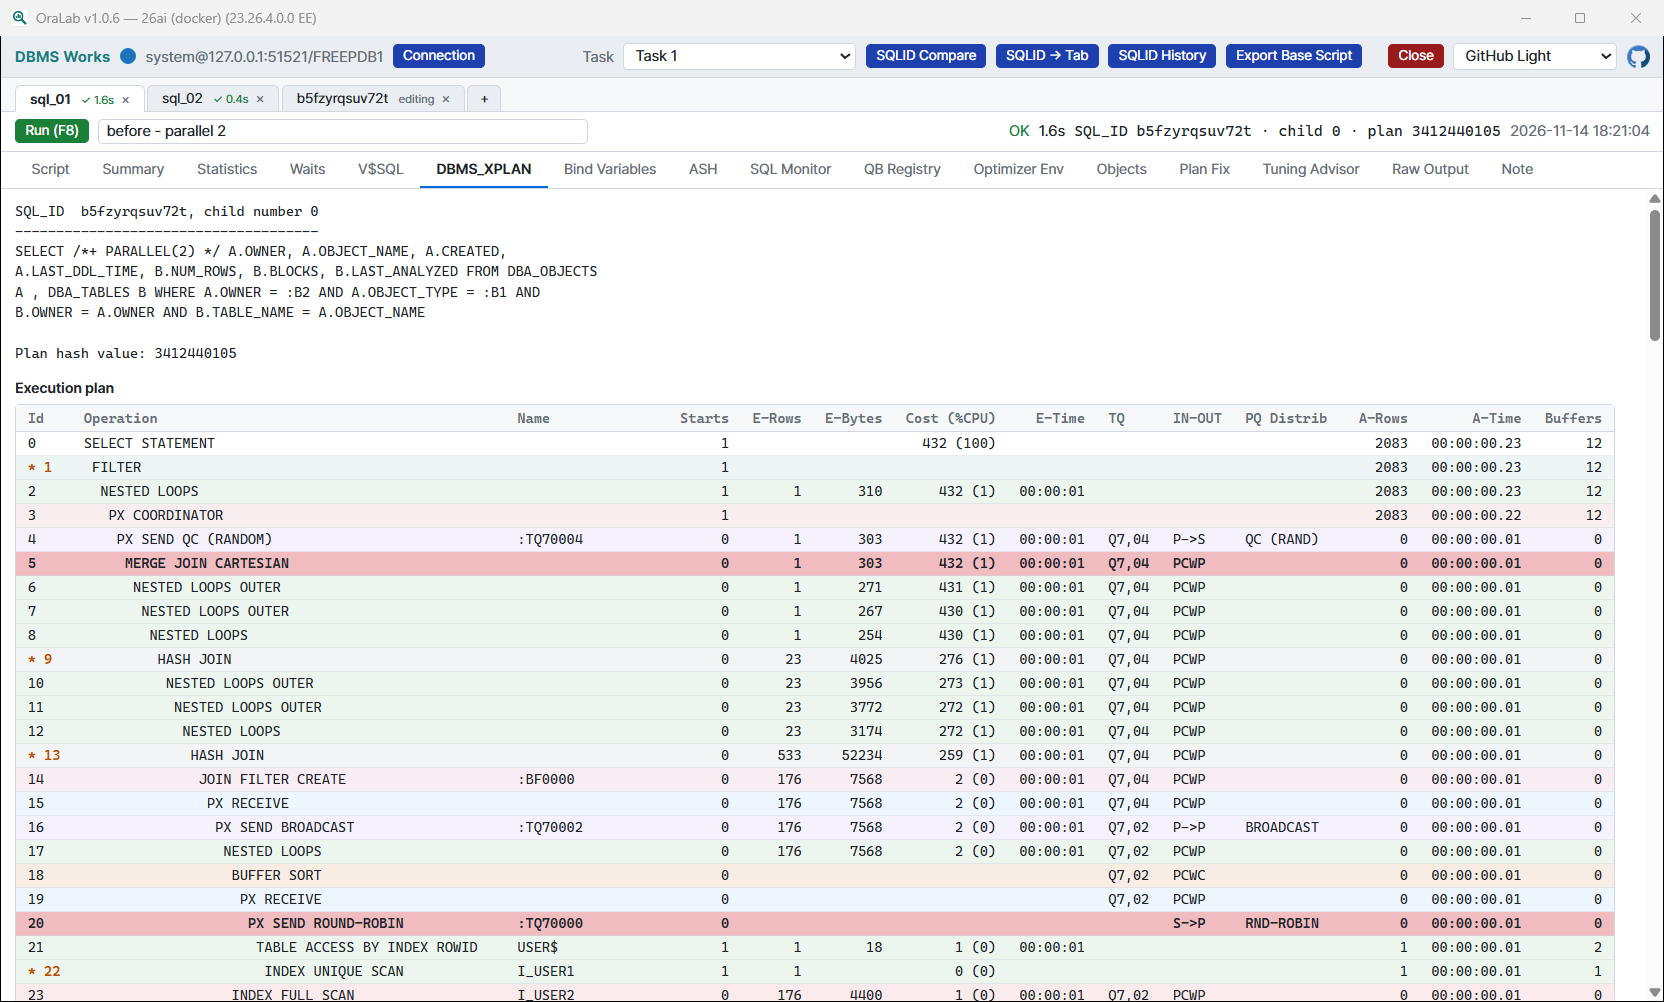 OraLab v1.0.6 — 26ai (docker) (23.26.4.0.0 EE)
DBMS Works system@127.0.0.1:51521/FREEPDB1 Connection Task Task 1 SQLID Compare SQLID → Tab SQLID History Export Base Script Close GitHub Light
sql_01 ✓ 1.6s × sql_02 ✓ 0.4s × b5fzyrqsuv72t editing × +
Run (F8) before - parallel 2 OK 1.6s SQL_ID b5fzyrqsuv72t · child 0 · plan 3412440105 2026-11-14 18:21:04
Script Summary Statistics Waits V$SQL DBMS_XPLAN Bind Variables ASH SQL Monitor QB Registry Optimizer Env Objects Plan Fix Tuning Advisor Raw Output Note
SQL_ID b5fzyrqsuv72t, child number 0
-------------------------------------
SELECT /*+ PARALLEL(2) */ A.OWNER, A.OBJECT_NAME, A.CREATED,
A.LAST_DDL_TIME, B.NUM_ROWS, B.BLOCKS, B.LAST_ANALYZED FROM DBA_OBJECTS
A , DBA_TABLES B WHERE A.OWNER = :B2 AND A.OBJECT_TYPE = :B1 AND
B.OWNER = A.OWNER AND B.TABLE_NAME = A.OBJECT_NAME
Plan hash value: 3412440105
Execution plan
Id Operation Name Starts E-Rows E-Bytes Cost (%CPU) E-Time TQ IN-OUT PQ Distrib A-Rows A-Time Buffers
0 SELECT STATEMENT 1 432 (100) 2083 00:00:00.23 12
* 1 FILTER 1 2083 00:00:00.23 12
2 NESTED LOOPS 1 1 310 432 (1) 00:00:01 2083 00:00:00.23 12
3 PX COORDINATOR 1 2083 00:00:00.22 12
4 PX SEND QC (RANDOM) :TQ70004 0 1 303 432 (1) 00:00:01 Q7,04 P->S QC (RAND) 0 00:00:00.01 0
5 MERGE JOIN CARTESIAN 0 1 303 432 (1) 00:00:01 Q7,04 PCWP 0 00:00:00.01 0
6 NESTED LOOPS OUTER 0 1 271 431 (1) 00:00:01 Q7,04 PCWP 0 00:00:00.01 0
7 NESTED LOOPS OUTER 0 1 267 430 (1) 00:00:01 Q7,04 PCWP 0 00:00:00.01 0
8 NESTED LOOPS 0 1 254 430 (1) 00:00:01 Q7,04 PCWP 0 00:00:00.01 0
* 9 HASH JOIN 0 23 4025 276 (1) 00:00:01 Q7,04 PCWP 0 00:00:00.01 0
10 NESTED LOOPS OUTER 0 23 3956 273 (1) 00:00:01 Q7,04 PCWP 0 00:00:00.01 0
11 NESTED LOOPS OUTER 0 23 3772 272 (1) 00:00:01 Q7,04 PCWP 0 00:00:00.01 0
12 NESTED LOOPS 0 23 3174 272 (1) 00:00:01 Q7,04 PCWP 0 00:00:00.01 0
* 13 HASH JOIN 0 533 52234 259 (1) 00:00:01 Q7,04 PCWP 0 00:00:00.01 0
14 JOIN FILTER CREATE :BF0000 0 176 7568 2 (0) 00:00:01 Q7,04 PCWP 0 00:00:00.01 0
15 PX RECEIVE 0 176 7568 2 (0) 00:00:01 Q7,04 PCWP 0 00:00:00.01 0
16 PX SEND BROADCAST :TQ70002 0 176 7568 2 (0) 00:00:01 Q7,02 P->P BROADCAST 0 00:00:00.01 0
17 NESTED LOOPS 0 176 7568 2 (0) 00:00:01 Q7,02 PCWP 0 00:00:00.01 0
18 BUFFER SORT 0 Q7,02 PCWC 0 00:00:00.01 0
19 PX RECEIVE 0 Q7,02 PCWP 0 00:00:00.01 0
20 PX SEND ROUND-ROBIN :TQ70000 0 S->P RND-ROBIN 0 00:00:00.01 0
21 TABLE ACCESS BY INDEX ROWID USER$ 1 1 18 1 (0) 00:00:01 1 00:00:00.01 2
* 22 INDEX UNIQUE SCAN I_USER1 1 1 0 (0) 1 00:00:00.01 1
23 INDEX FULL SCAN I_USER2 0 176 4400 1 (0) 00:00:01 Q7,02 PCWP 0 00:00:00.01 0